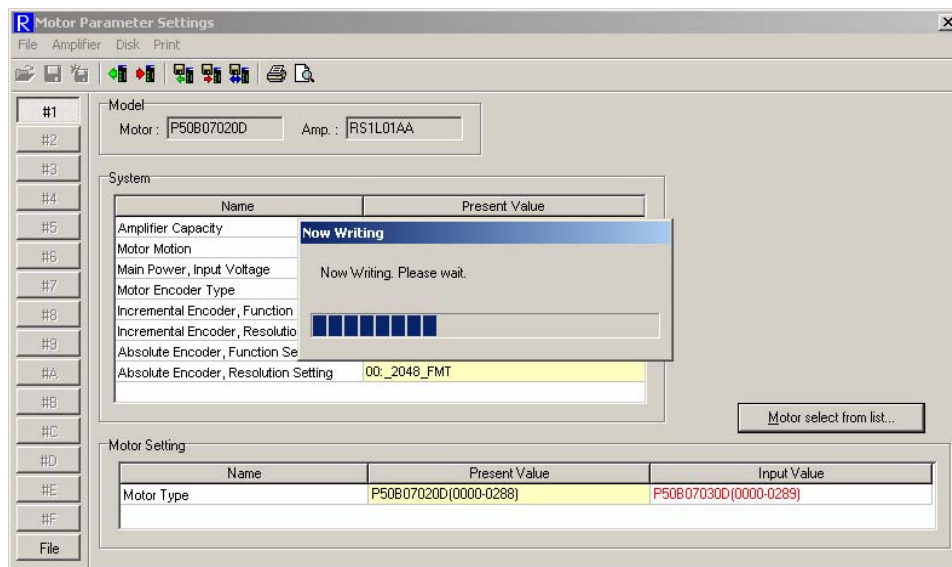 R Motor Parameter Settings
File Amplifier Disk Print
#1
#2
#3
#4
#5
#6
#7
#8
#9
#A
#B
#C
#D
#E
#F
File
Model
Motor : P50B07020D Amp. : RS1L01AA
System
Name Present Value
Amplifier Capacity
Motor Motion
Main Power, Input Voltage
Motor Encoder Type
Incremental Encoder, Function
Incremental Encoder, Resolutio
Absolute Encoder, Function Se
Absolute Encoder, Resolution Setting 00:_2048_FMT
Now Writing
Now Writing. Please wait.
Motor select from list...
Motor Setting
Name Present Value Input Value
Motor Type P50B07020D(0000-0288) P50B07030D(0000-0289)